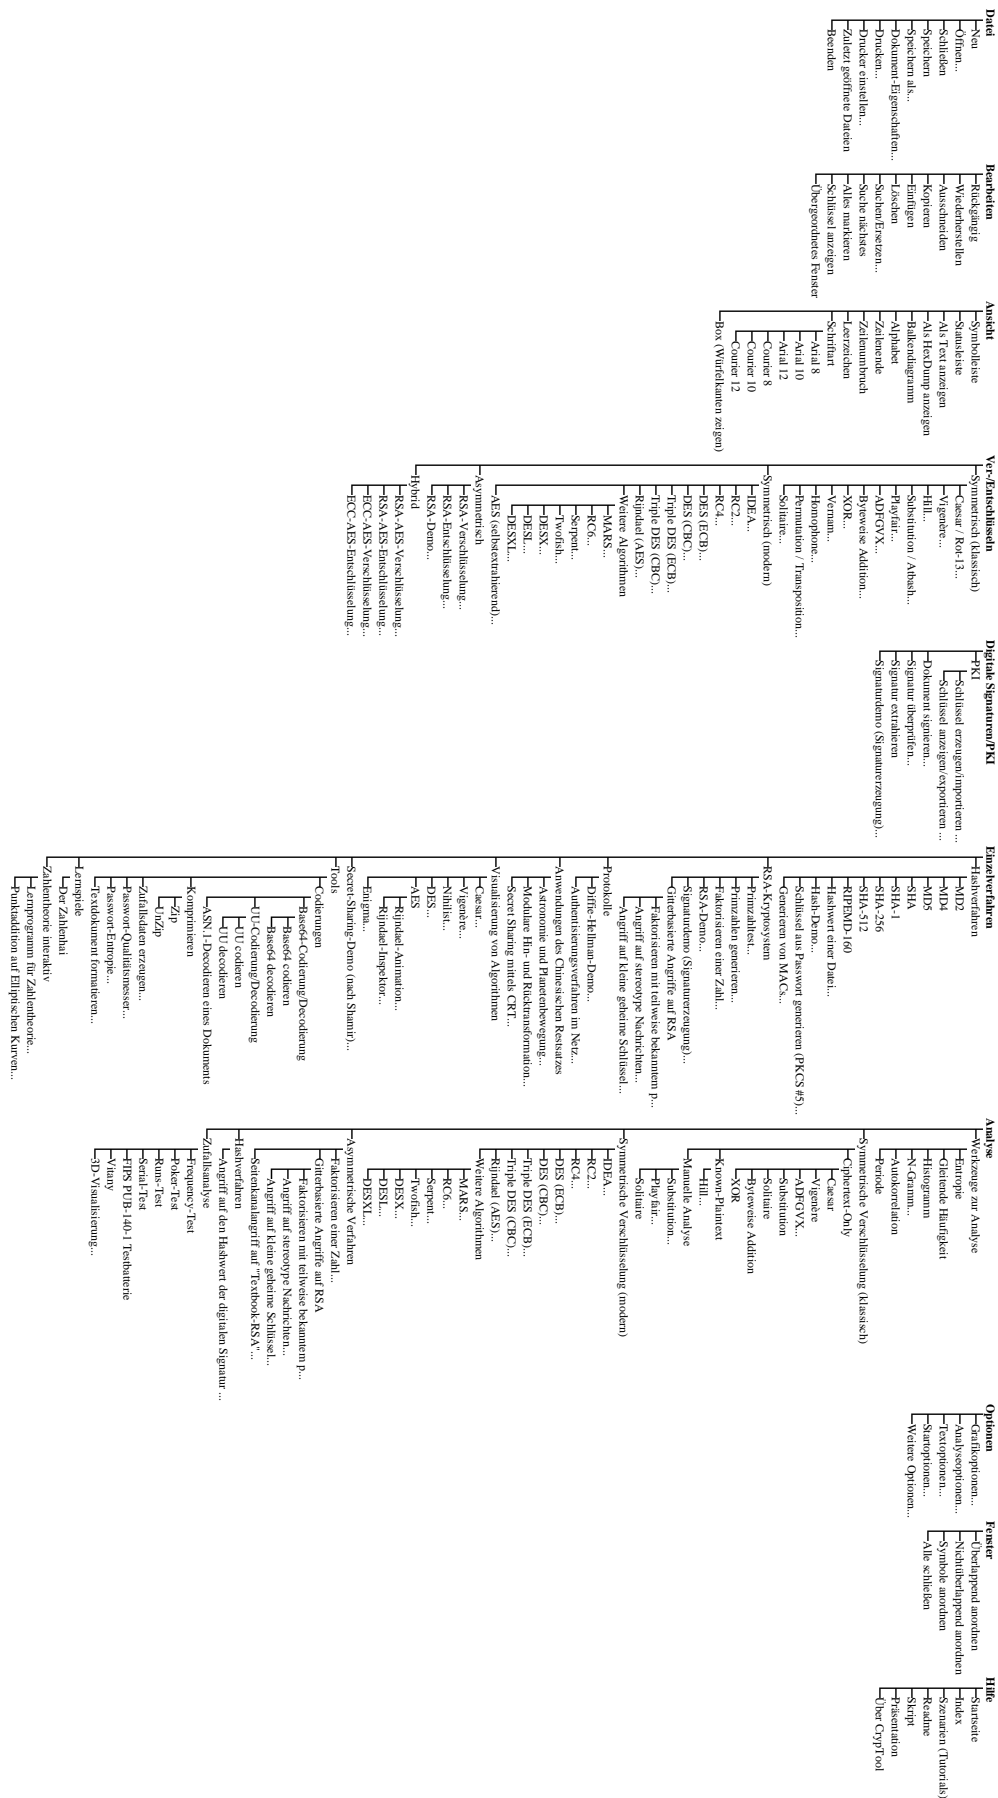 Datei
Neu
Öffnen...
Schließen
Speichern
Speichern als...
Dokument-Eigenschaften...
Drucken...
Drucker einstellen...
Zuletzt geöffnete Dateien
Beenden
Bearbeiten
Rückgängig
Wiederherstellen
Ausschneiden
Kopieren
Einfügen
Löschen
Suchen/Ersetzen...
Suche nächstes
Alles markieren
Schlüssel anzeigen
Übergeordnetes Fenster
Ansicht
Symbolleiste
Statusleiste
Als Text anzeigen
Als HexDump anzeigen
Balkendiagramm
Alphabet
Zeilenende
Zeilenumbruch
Leerzeichen
Schriftart
Arial 8
Arial 10
Arial 12
Courier 8
Courier 10
Courier 12
Box (Würfelkanten zeigen)
Ver-/Entschlüsseln
Symmetrisch (klassisch)
Caesar / Rot-13...
Vigenère...
Hill...
Substitution / Atbash...
Playfair...
ADFGVX...
Byteweise Addition...
XOR...
Vernam...
Homophone...
Permutation / Transposition...
Solitaire...
Symmetrisch (modern)
IDEA...
RC2...
RC4...
DES (ECB)...
DES (CBC)...
Triple DES (ECB)...
Triple DES (CBC)...
Rijndael (AES)...
Weitere Algorithmen
MARS...
RC6...
Serpent...
Twofish...
DESX...
DESL...
DESXL...
AES (selbstextrahierend)...
Asymmetrisch
RSA-Verschlüsselung...
RSA-Entschlüsselung...
RSA-Demo...
Hybrid
RSA-AES-Verschlüsselung...
RSA-AES-Entschlüsselung...
ECC-AES-Verschlüsselung...
ECC-AES-Entschlüsselung...
Digitale Signaturen/PKI
PKI
Schlüssel erzeugen/importieren ...
Schlüssel anzeigen/exportieren ...
Dokument signieren...
Signatur überprüfen...
Signatur extrahieren
Signaturdemo (Signaturerzeugung)...
Einzelverfahren
Hashverfahren
MD2
MD4
MD5
SHA
SHA-1
SHA-256
SHA-512
RIPEMD-160
Hashwert einer Datei...
Hash-Demo...
Schlüssel aus Passwort generieren (PKCS #5)...
Generieren von MACs...
RSA-Kryptosystem
Primzahltest...
Primzahlen generieren...
Faktorisieren einer Zahl...
RSA-Demo...
Signaturdemo (Signaturerzeugung)...
Gitterbasierte Angriffe auf RSA
Faktorisieren mit teilweise bekanntem p...
Angriff auf stereotype Nachrichten...
Angriff auf kleine geheime Schlüssel...
Protokolle
Diffie-Hellman-Demo...
Authentisierungsverfahren im Netz...
Anwendungen des Chinesischen Restsatzes
Astronomie und Planetenbewegung...
Modulare Hin- und Rücktransformation...
Secret Sharing mittels CRT...
Visualisierung von Algorithmen
Caesar...
Vigenère...
Nihilist...
DES...
AES
Rijndael-Animation...
Rijndael-Inspektor...
Enigma...
Secret-Sharing-Demo (nach Shamir)...
Tools
Codierungen
Base64-Codierung/Decodierung
Base64 codieren
Base64 decodieren
UU-Codierung/Decodierung
UU codieren
UU decodieren
ASN.1-Decodieren eines Dokuments
Komprimieren
Zip
UnZip
Zufallsdaten erzeugen...
Passwort-Qualitätsmesser...
Passwort-Entropie...
Textdokument formatieren...
Lernspiele
Der Zahlenhai
Zahlentheorie interaktiv
Lernprogramm für Zahlentheorie...
Punktaddition auf Elliptischen Kurven...
Analyse
Werkzeuge zur Analyse
Entropie
Gleitende Häufigkeit
Histogramm
N-Gramm...
Autokorrelation
Periode
Symmetrische Verschlüsselung (klassisch)
Ciphertext-Only
Caesar
Vigenère
ADFGVX...
Substitution
Solitaire
Byteweise Addition
XOR
Known-Plaintext
Hill...
Manuelle Analyse
Substitution...
Playfair...
Solitaire
Symmetrische Verschlüsselung (modern)
IDEA...
RC2...
RC4...
DES (ECB)...
DES (CBC)...
Triple DES (ECB)...
Triple DES (CBC)...
Rijndael (AES)...
Weitere Algorithmen
MARS...
RC6...
Serpent...
Twofish...
DESX...
DESL...
DESXL...
Asymmetrische Verfahren
Faktorisieren einer Zahl...
Gitterbasierte Angriffe auf RSA
Faktorisieren mit teilweise bekanntem p...
Angriff auf stereotype Nachrichten...
Angriff auf kleine geheime Schlüssel...
Seitenkanalangriff auf "Textbook-RSA"...
Hashverfahren
Angriff auf den Hashwert der digitalen Signatur ...
Zufallsanalyse
Frequency-Test
Poker-Test
Runs-Test
Serial-Test
FIPS PUB-140-1 Testbatterie
Vitany
3D-Visualisierung...
Optionen
Grafikoptionen...
Analyseoptionen...
Textoptionen...
Startoptionen...
Weitere Optionen...
Fenster
Überlappend anordnen
Nichtüberlappend anordnen
Symbole anordnen
Alle schließen
Hilfe
Startseite
Index
Szenarien (Tutorials)
Readme
Skript
Präsentation
Über CrypTool